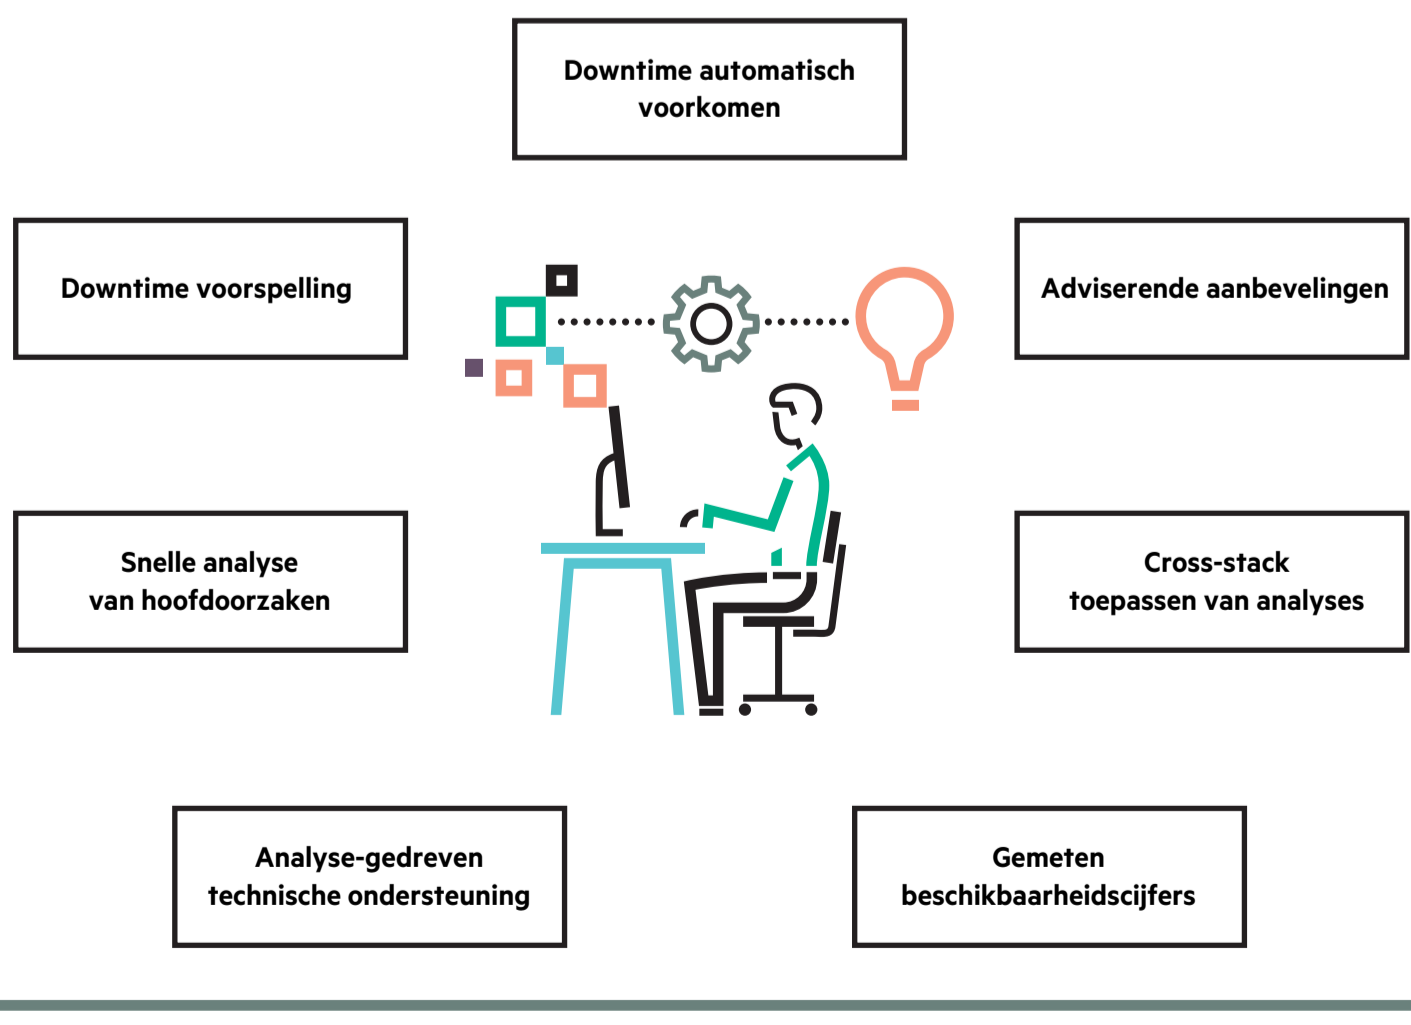 Downtime automatisch
voorkomen
Downtime voorspelling
Adviserende aanbevelingen
Snelle analyse
van hoofdoorzaken
Cross-stack
toepassen van analyses
Analyse-gedreven
technische ondersteuning
Gemeten
beschikbaarheidscijfers